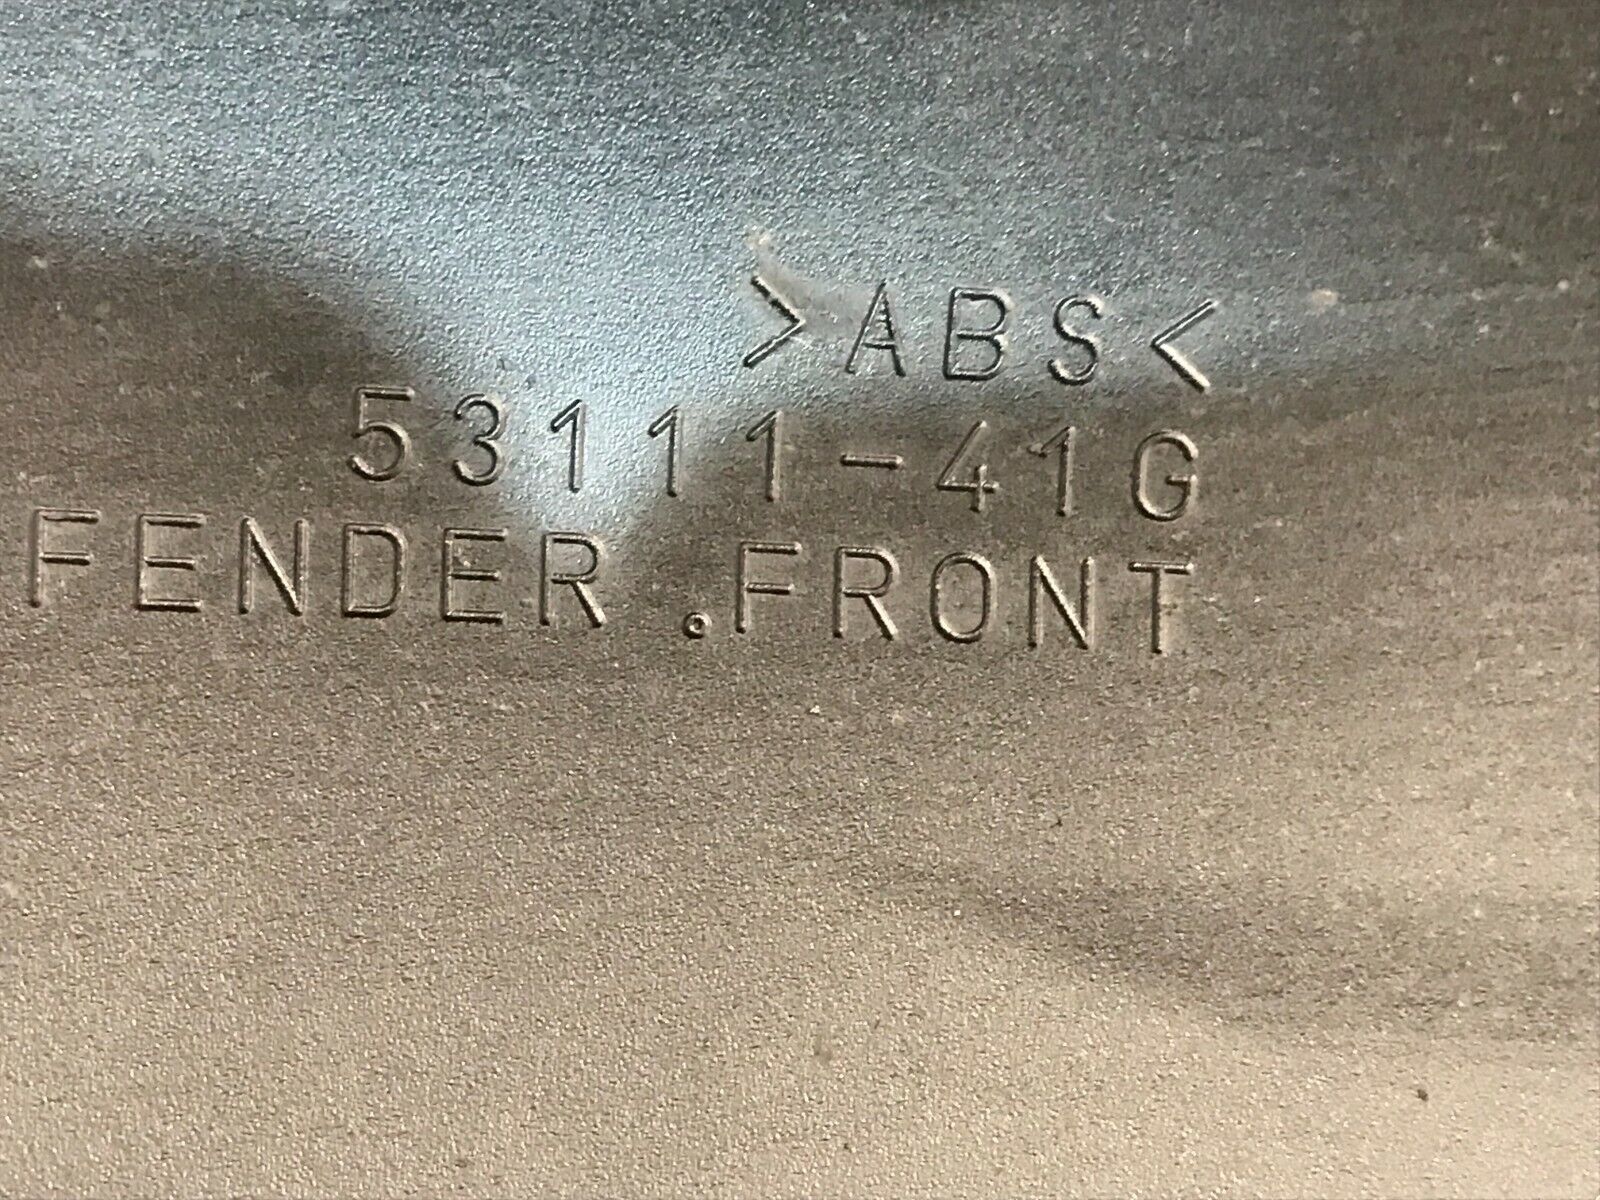 >ABS<
53111-41G
FENDER .FRONT